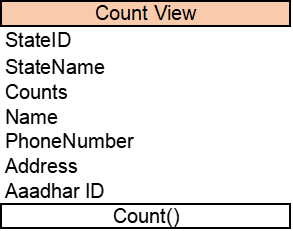 Count View
StateID
StateName
Counts
Name
PhoneNumber
Address
Aaadhar ID
Count()